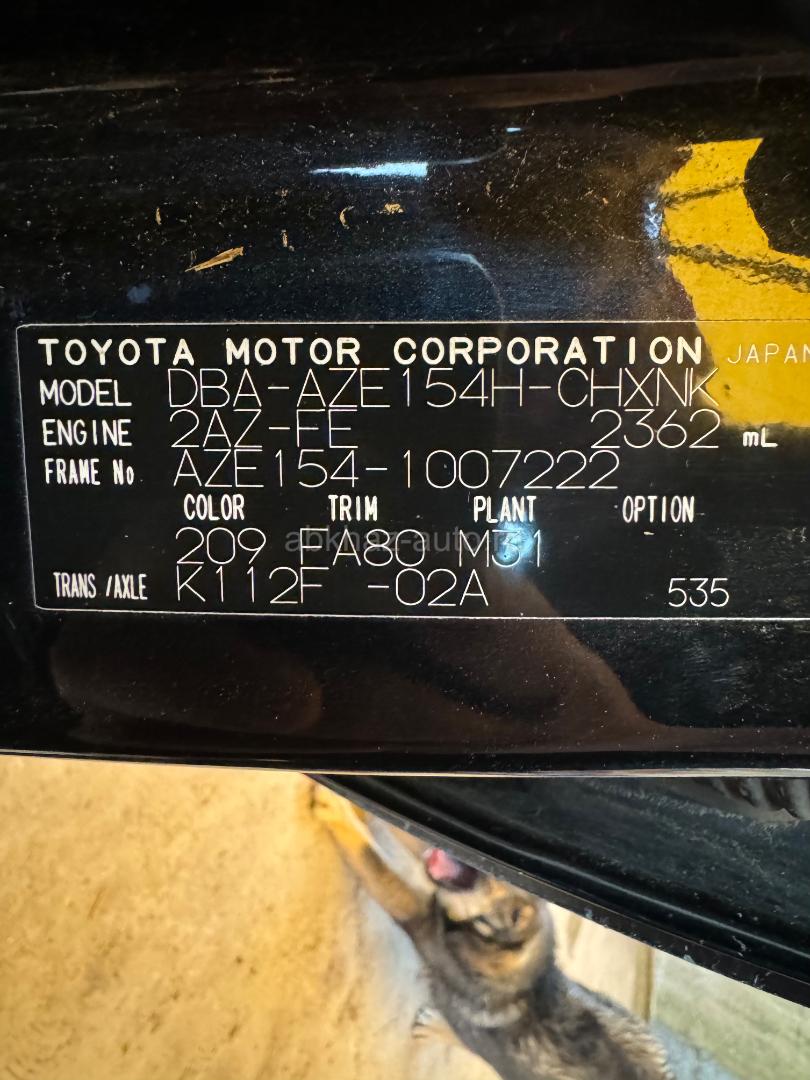 TOYOTA MOTOR CORPORATION JAPAN
MODEL DBA-AZE154H-CHXNK
ENGINE 2AZ-FE 2362 mL
FRAME No AZE154-1007222
COLOR TRIM PLANT OPTION
209 EA80 M31
TRANS /AXLE K112F -02A 535